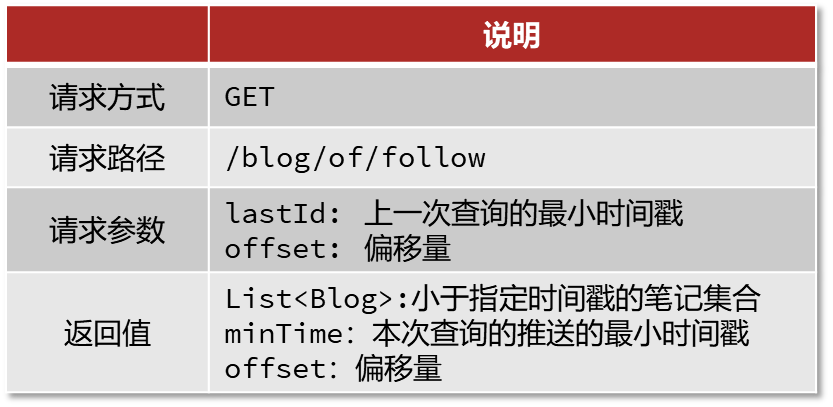 说明
请求方式 GET
请求路径 /blog/of/follow
请求参数 lastId: 上一次查询的最小时间戳
offset: 偏移量
返回值 List<Blog>:小于指定时间戳的笔记集合
minTime: 本次查询的推送的最小时间戳
offset: 偏移量